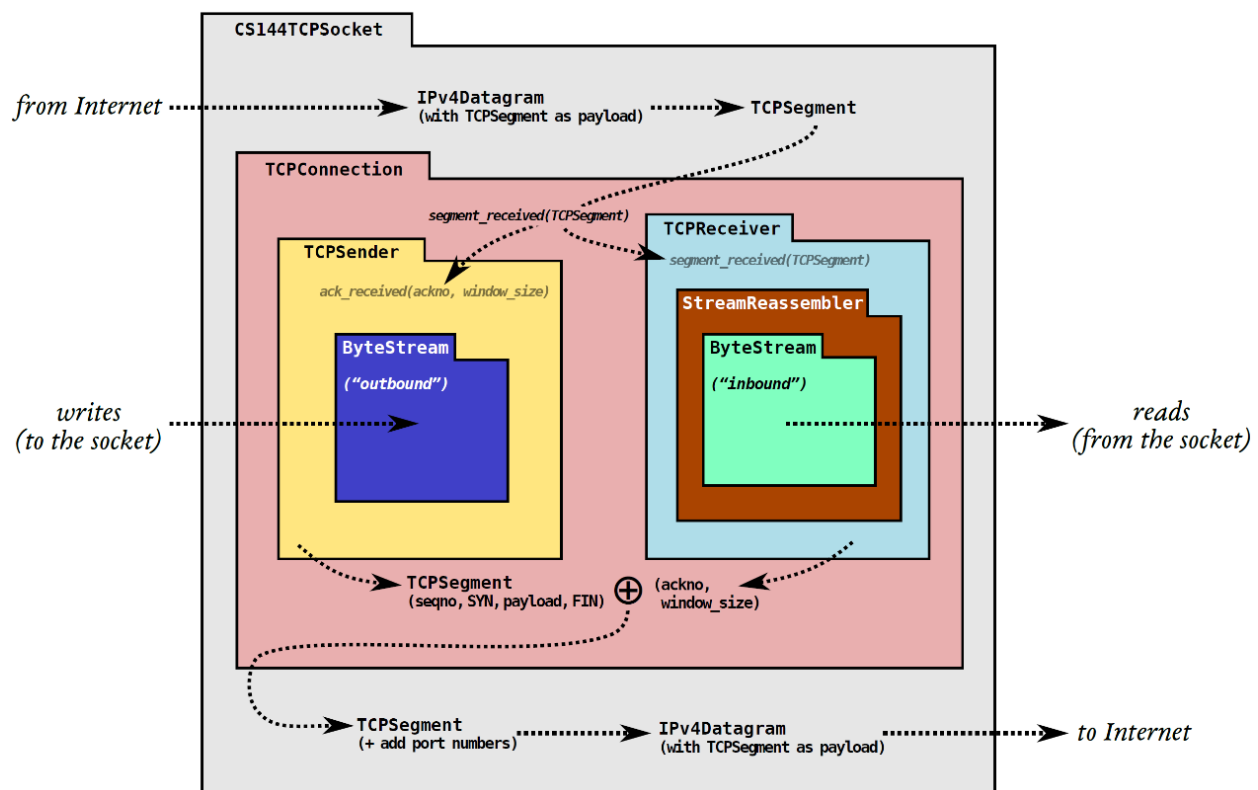 CS144TCPSocket
from Internet
IPv4Datagram
(with TCPSegment as payload)
TCPSegment
TCPConnection
segment_received(TCPSegment)
TCPReceiver
segment_received(TCPSegment)
TCPSender
ack_received(ackno, window_size)
StreamReassembler
ByteStream
(“outbound”)
ByteStream
(“inbound”)
writes
(to the socket)
reads
(from the socket)
TCPSegment
(seqno, SYN, payload, FIN)
⊕
(ackno,
window_size)
TCPSegment
(+ add port numbers)
IPv4Datagram
(with TCPSegment as payload)
to Internet